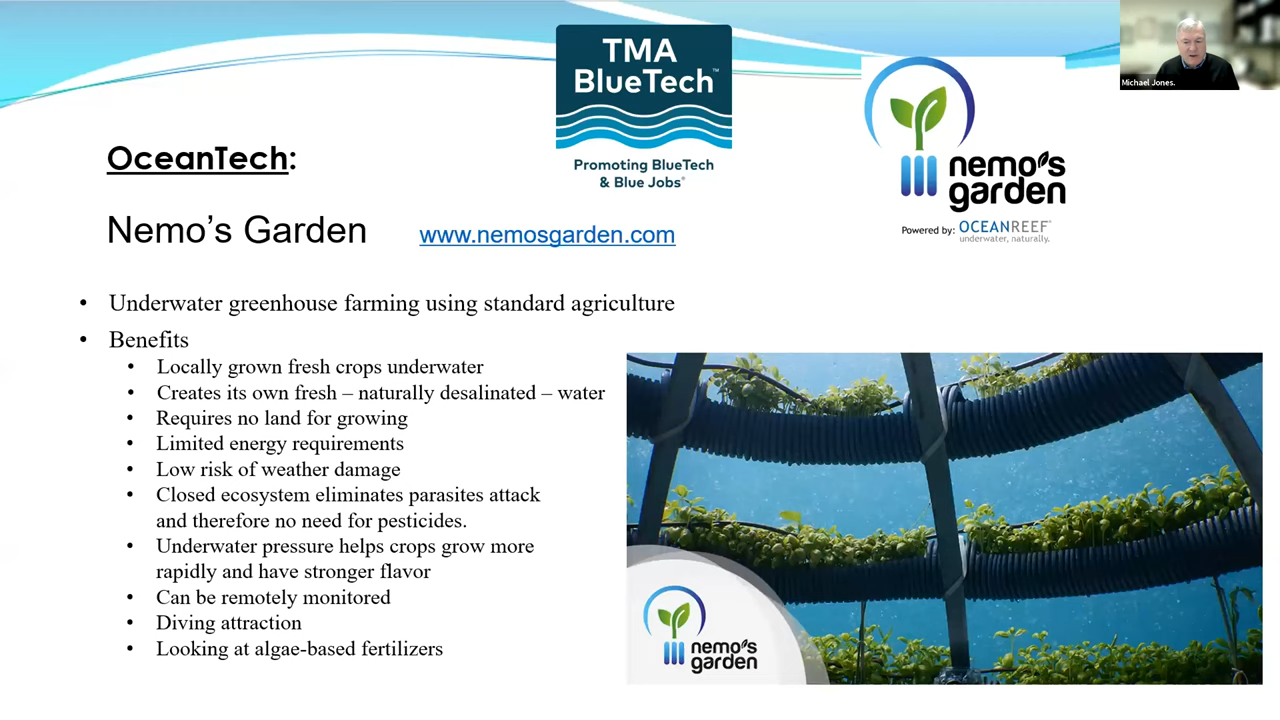 TMA
BlueTech™
Promoting BlueTech
& Blue Jobs®
nemo's
garden
Powered by: OCEANREEF®
underwater, naturally.
Michael Jones.
OceanTech:
Nemo’s Garden www.nemosgarden.com
• Underwater greenhouse farming using standard agriculture
• Benefits
• Locally grown fresh crops underwater
• Creates its own fresh – naturally desalinated – water
• Requires no land for growing
• Limited energy requirements
• Low risk of weather damage
• Closed ecosystem eliminates parasites attack
and therefore no need for pesticides.
• Underwater pressure helps crops grow more
rapidly and have stronger flavor
• Can be remotely monitored
• Diving attraction
• Looking at algae-based fertilizers
nemo's
garden